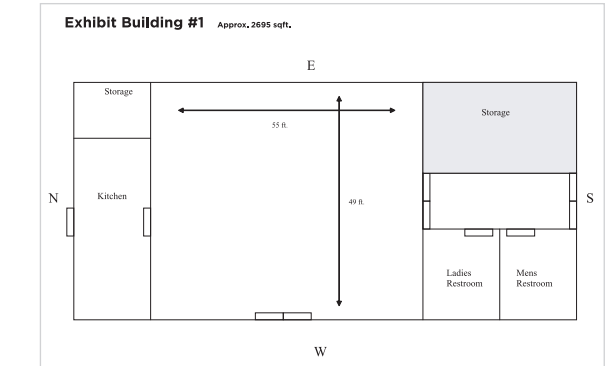 Exhibit Building #1 Approx. 2695 sqft.
E
Storage
Storage
55 ft.
N
Kitchen
49 ft.
S
Ladies
Restroom
Mens
Restroom
W